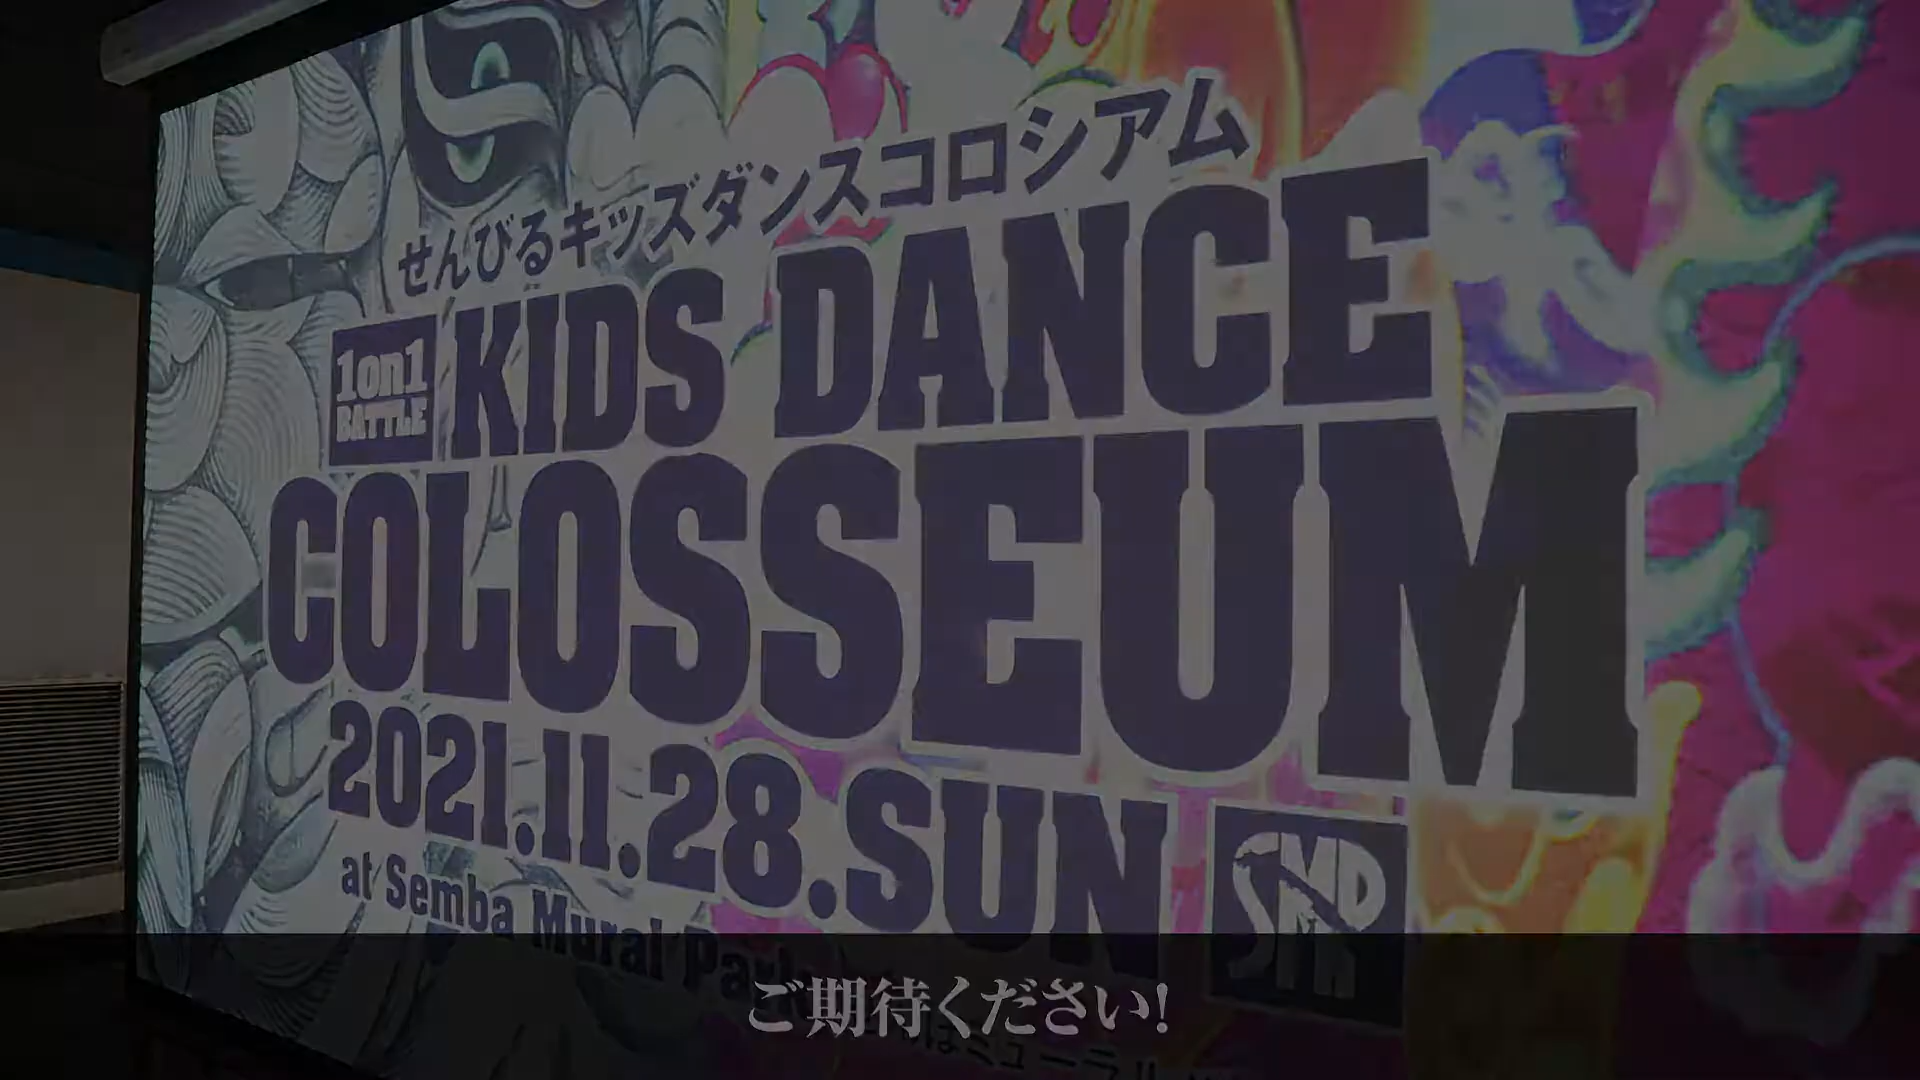 せんびるキッズダンスコロシアム
1on1
BATTLE
KIDS DANCE
COLOSSEUM
2021.11.28.SUN
at Semba Mural Park
ご期待ください!